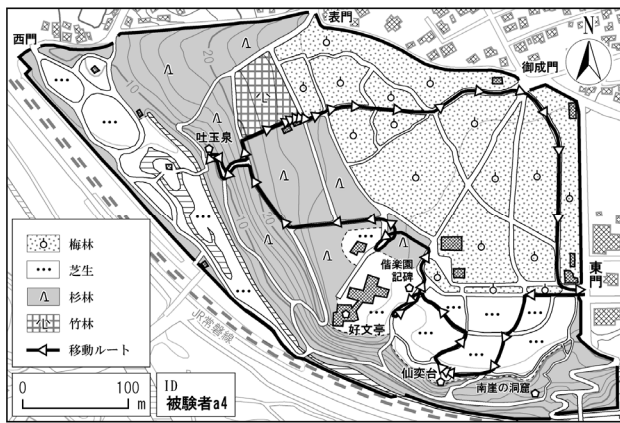 西門
表門
御成門
N
吐玉泉
偕楽園
記碑
東門
好文亭
仙奕台
南崖の洞窟
JR常磐線
20
10
10
梅林
芝生
杉林
竹林
移動ルート
0 100
m
ID
被験者a4